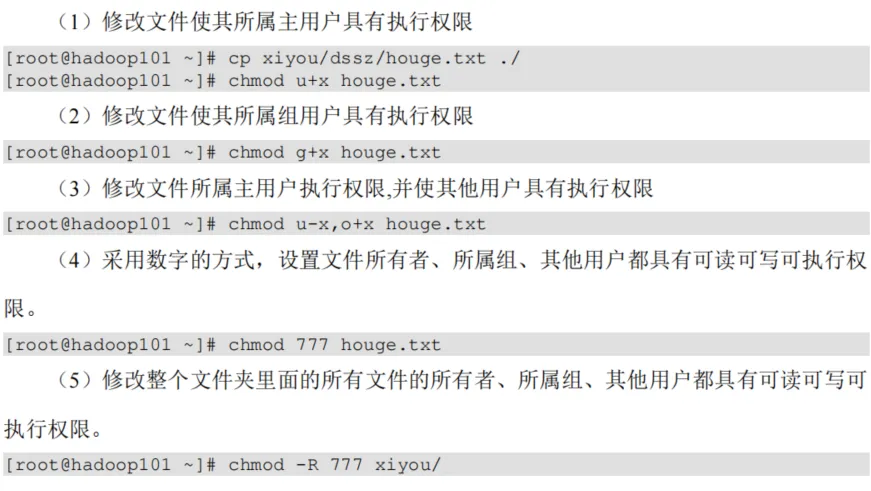 （1）修改文件使其所属主用户具有执行权限
[root@hadoop101 ~]# cp xiyou/dssz/houge.txt ./
[root@hadoop101 ~]# chmod u+x houge.txt
（2）修改文件使其所属组用户具有执行权限
[root@hadoop101 ~]# chmod g+x houge.txt
（3）修改文件所属主用户执行权限,并使其他用户具有执行权限
[root@hadoop101 ~]# chmod u-x,o+x houge.txt
（4）采用数字的方式，设置文件所有者、所属组、其他用户都具有可读可写可执行权
限。
[root@hadoop101 ~]# chmod 777 houge.txt
（5）修改整个文件夹里面的所有文件的所有者、所属组、其他用户都具有可读可写可
执行权限。
[root@hadoop101 ~]# chmod -R 777 xiyou/